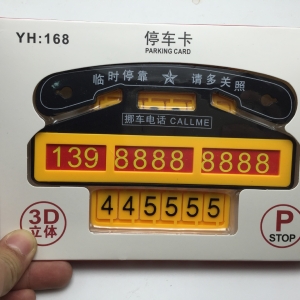 YH:168
停车卡
PARKING CARD
临时停靠 ★ 请多关照
挪车电话 CALLME
139 8888 8888
445555
3D
立体
P
STOP